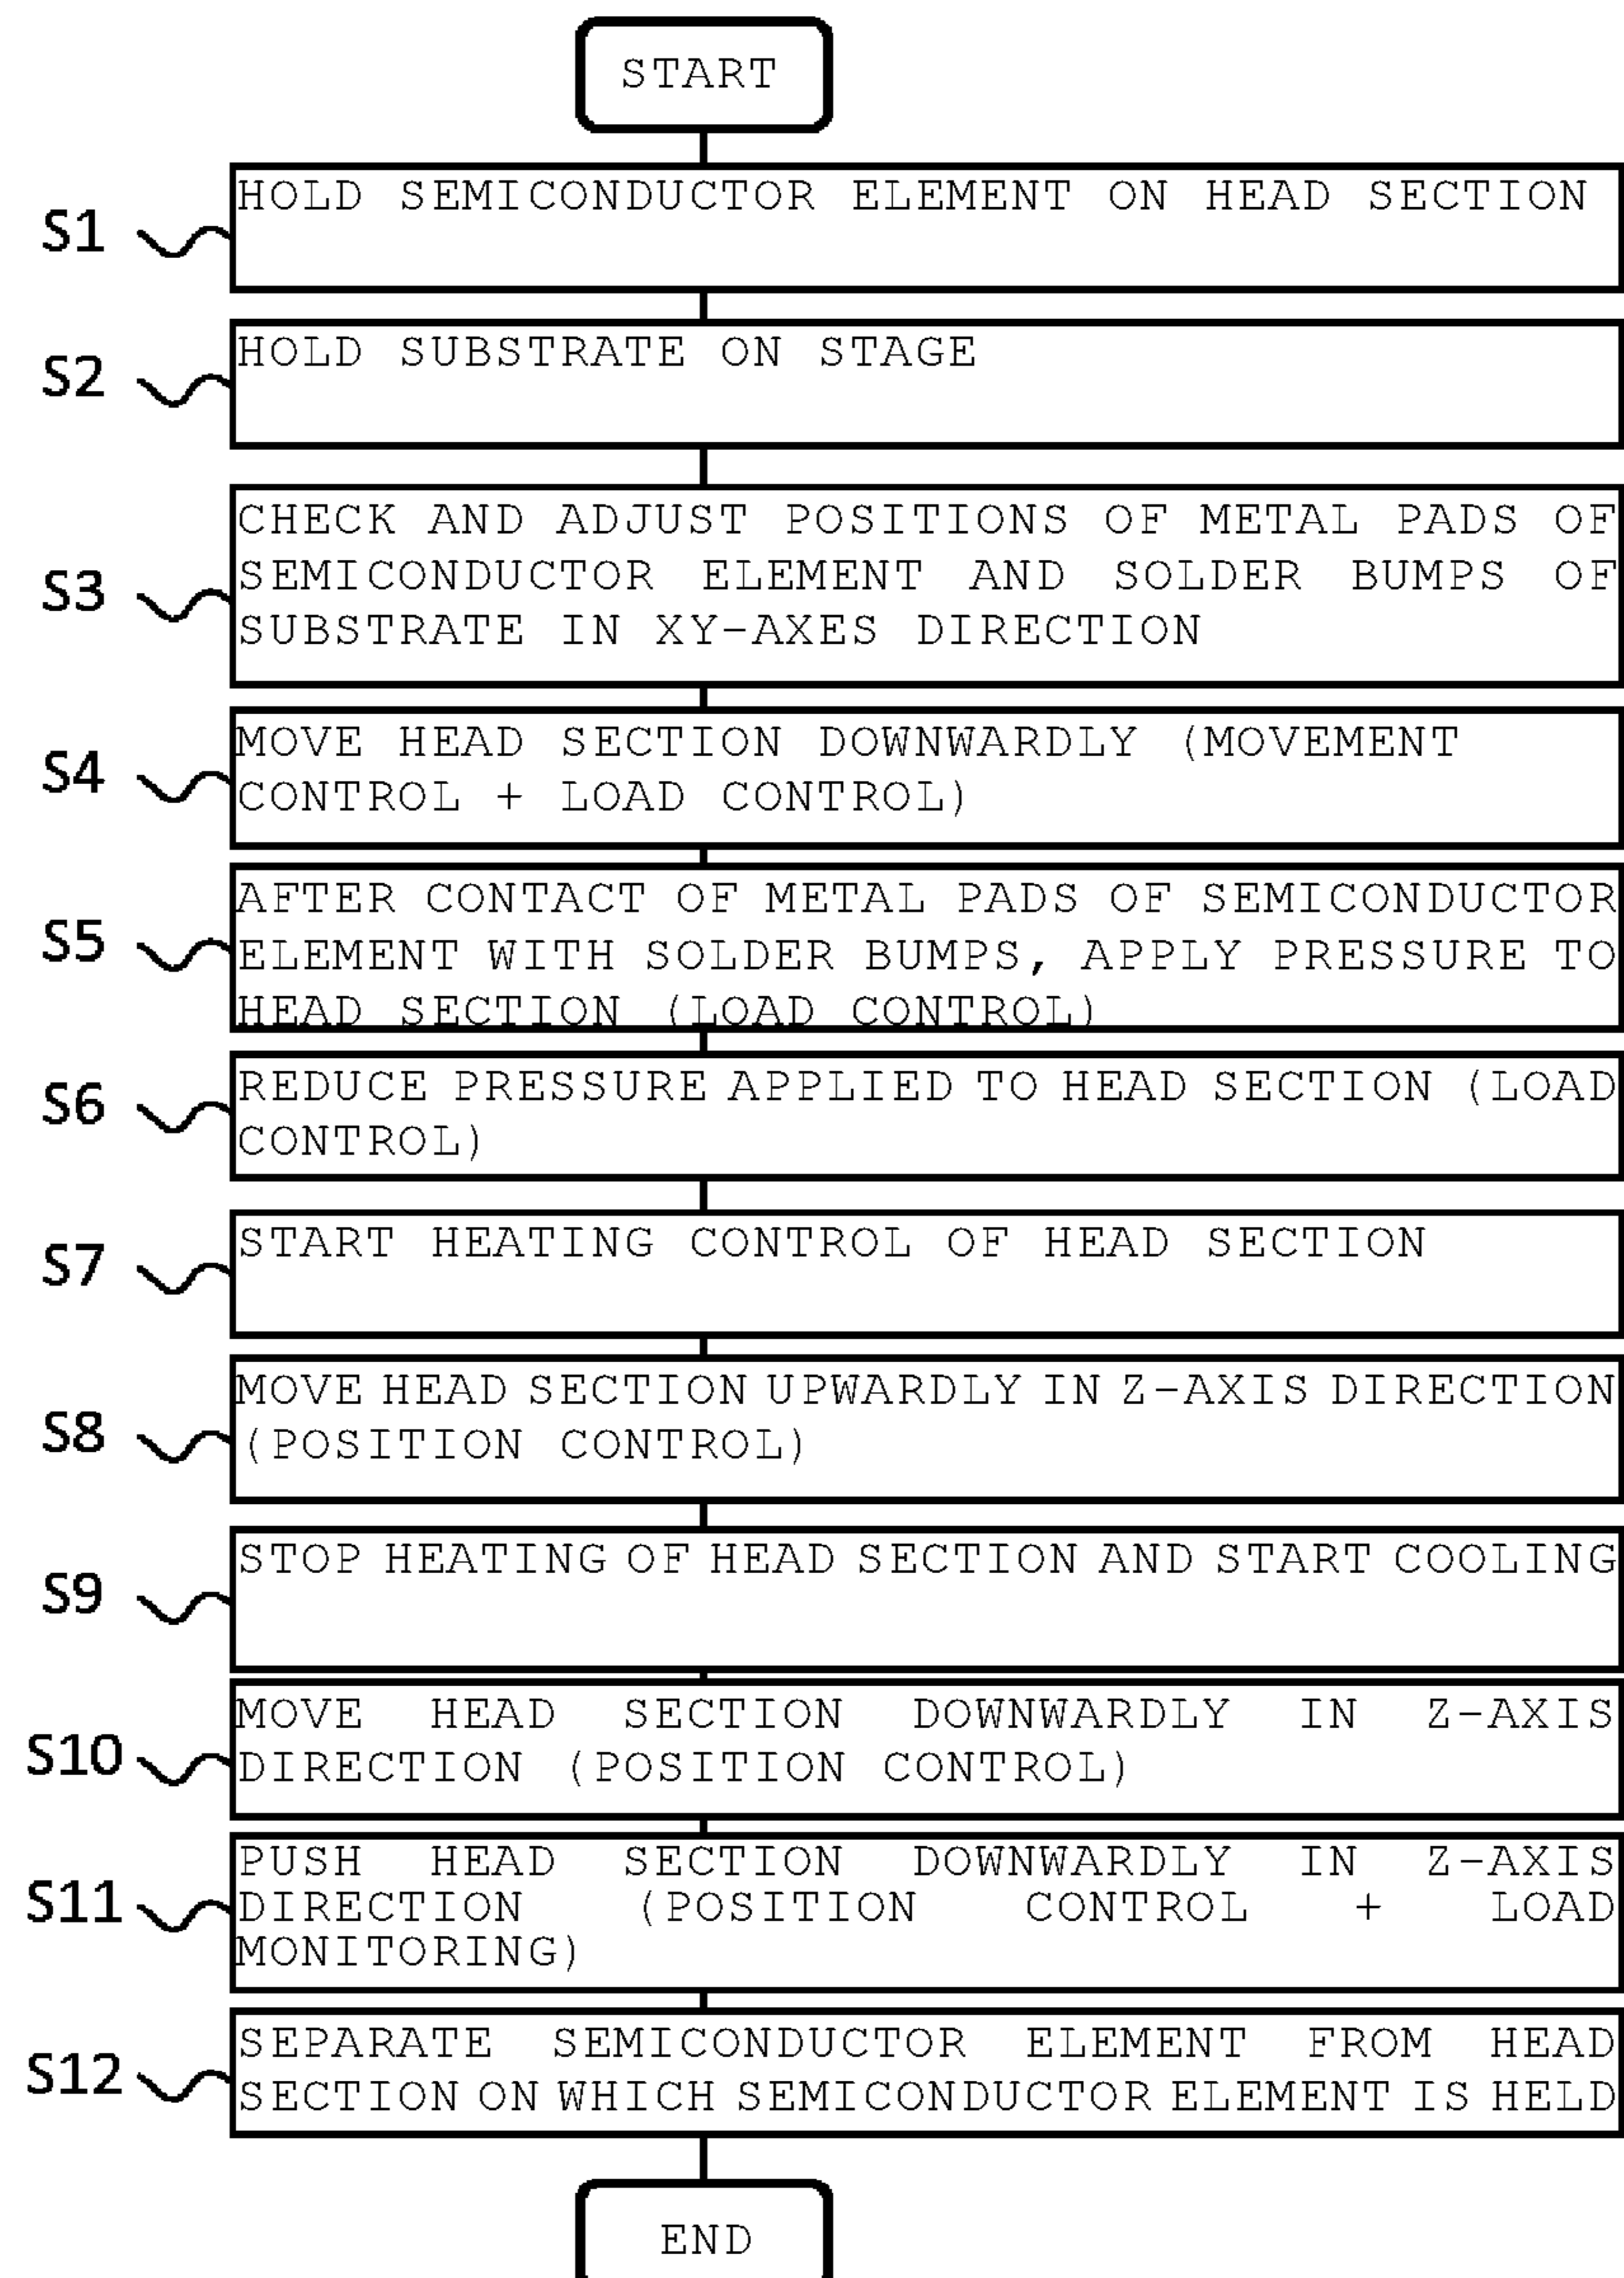 START
S1
HOLD SEMICONDUCTOR ELEMENT ON HEAD SECTION
S2
HOLD SUBSTRATE ON STAGE
S3
CHECK AND ADJUST POSITIONS OF METAL PADS OF
SEMICONDUCTOR ELEMENT AND SOLDER BUMPS OF
SUBSTRATE IN XY-AXES DIRECTION
S4
MOVE HEAD SECTION DOWNWARDLY (MOVEMENT
CONTROL + LOAD CONTROL)
S5
AFTER CONTACT OF METAL PADS OF SEMICONDUCTOR
ELEMENT WITH SOLDER BUMPS, APPLY PRESSURE TO
HEAD SECTION (LOAD CONTROL)
S6
REDUCE PRESSURE APPLIED TO HEAD SECTION (LOAD
CONTROL)
S7
START HEATING CONTROL OF HEAD SECTION
S8
MOVE HEAD SECTION UPWARDLY IN Z-AXIS DIRECTION
(POSITION CONTROL)
S9
STOP HEATING OF HEAD SECTION AND START COOLING
S10
MOVE HEAD SECTION DOWNWARDLY IN Z-AXIS
DIRECTION (POSITION CONTROL)
S11
PUSH HEAD SECTION DOWNWARDLY IN Z-AXIS
DIRECTION (POSITION CONTROL + LOAD
MONITORING)
S12
SEPARATE SEMICONDUCTOR ELEMENT FROM HEAD
SECTION ON WHICH SEMICONDUCTOR ELEMENT IS HELD
END